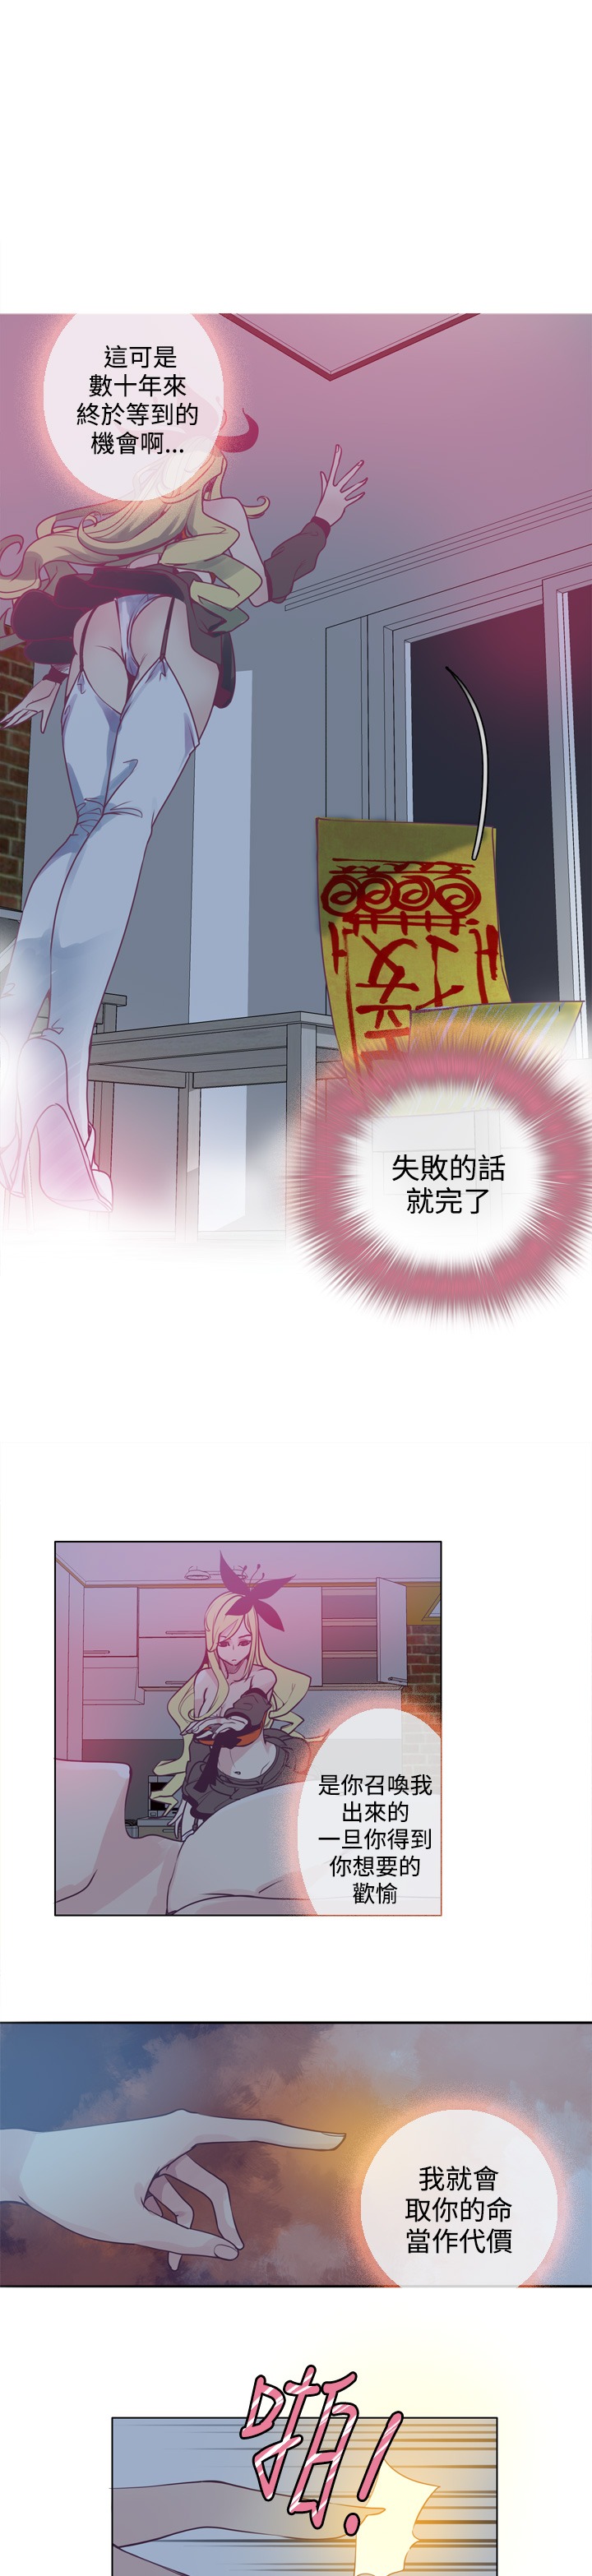 這可是
數十年來
終於等到的
機會啊...
失敗的話
就完了
是你召喚我
出來的
一旦你得到
你想要的
歡愉
我就會
取你的命
當作代價
啪!